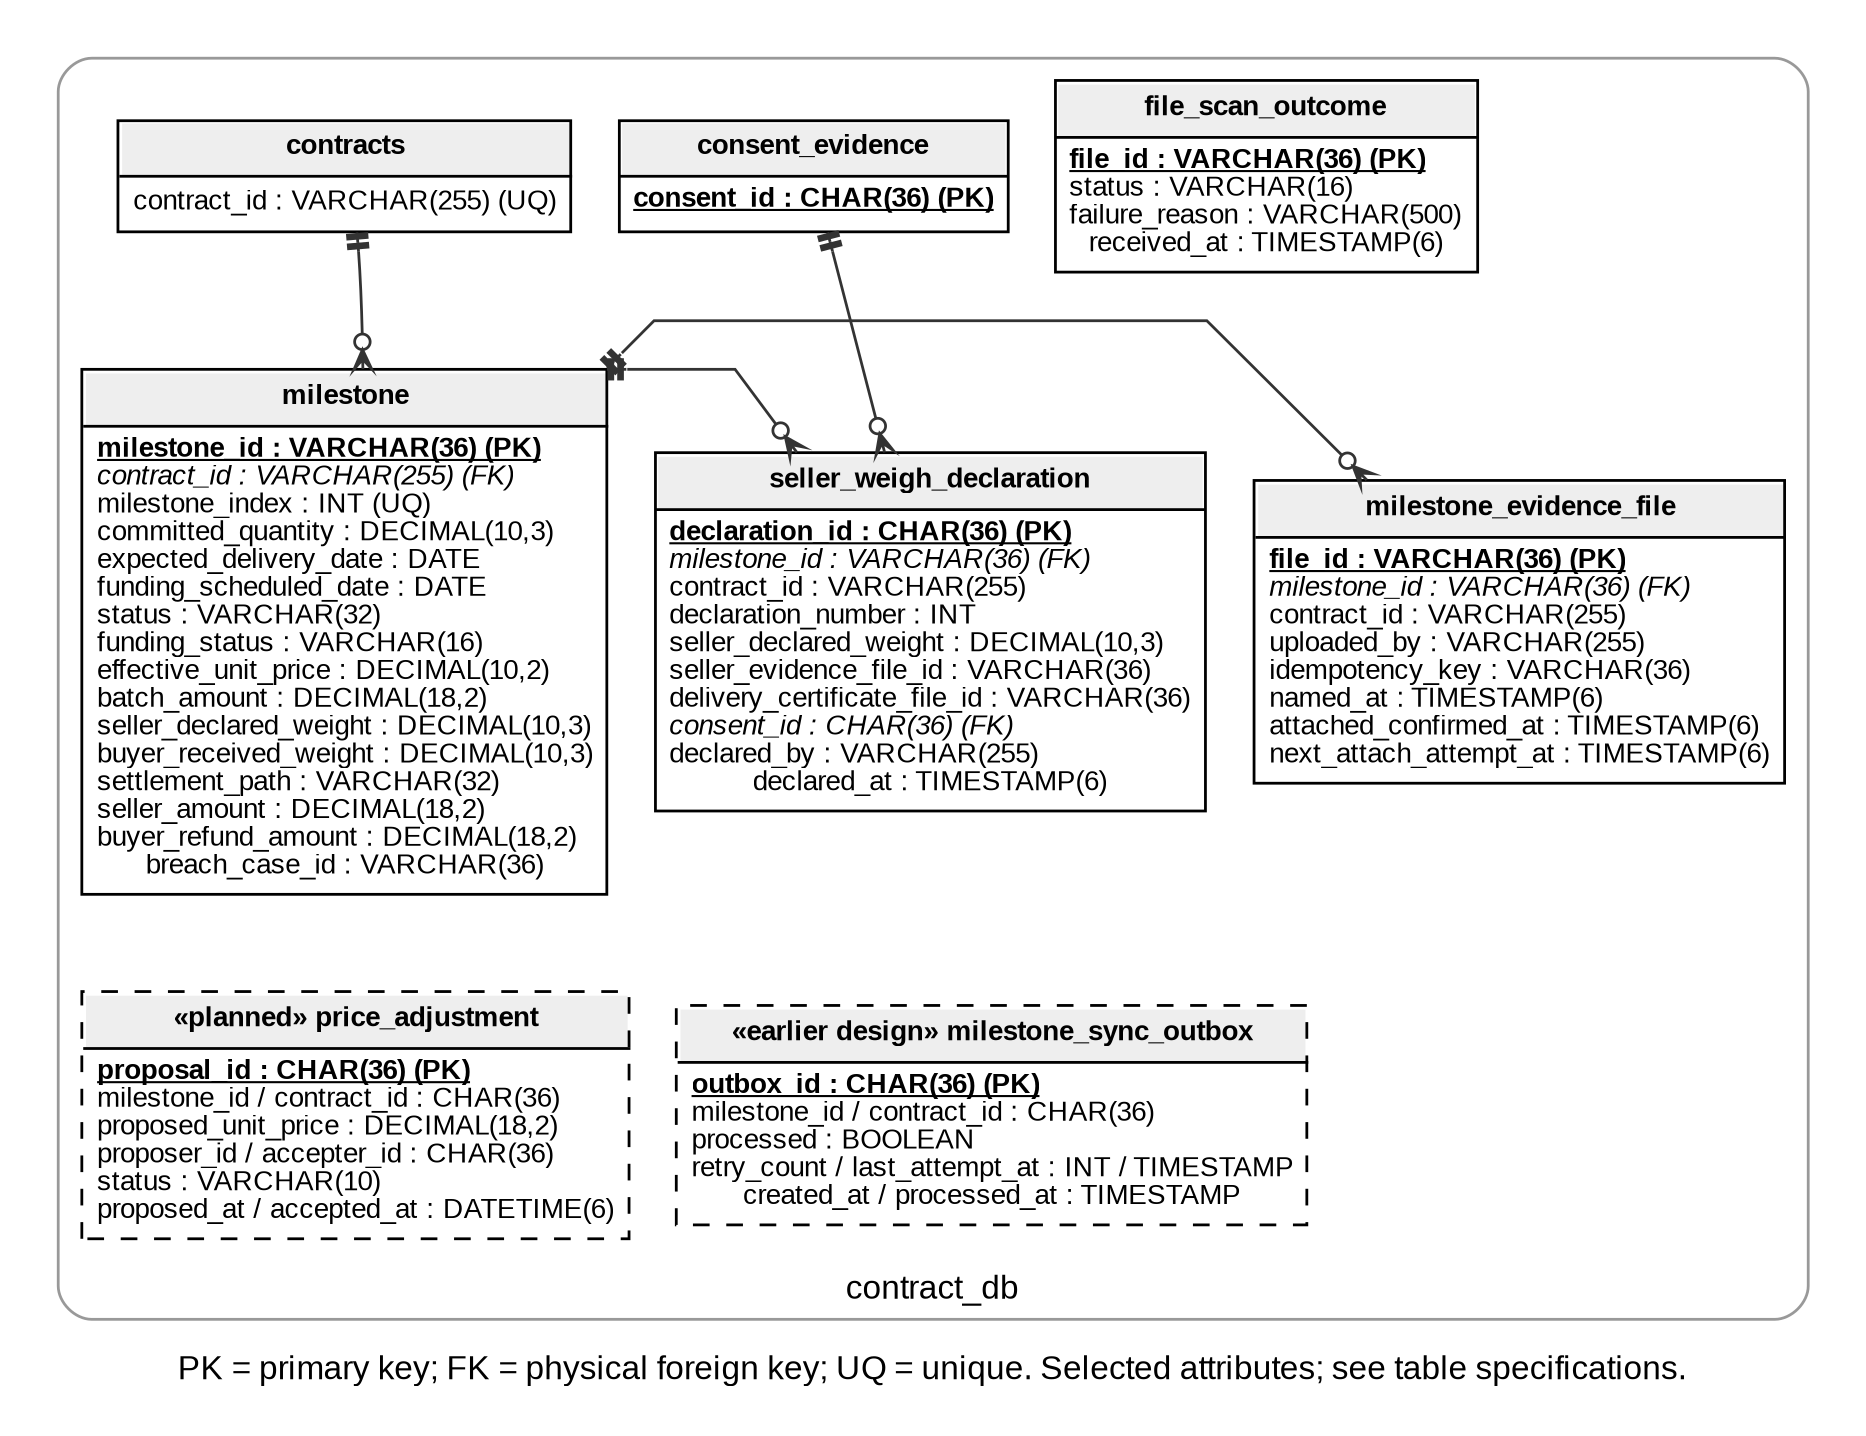 contracts
contract_id : VARCHAR(255) (UQ)
consent_evidence
consent_id : CHAR(36) (PK)
file_scan_outcome
file_id : VARCHAR(36) (PK)
status : VARCHAR(16)
failure_reason : VARCHAR(500)
received_at : TIMESTAMP(6)
milestone
milestone_id : VARCHAR(36) (PK)
contract_id : VARCHAR(255) (FK)
milestone_index : INT (UQ)
committed_quantity : DECIMAL(10,3)
expected_delivery_date : DATE
funding_scheduled_date : DATE
status : VARCHAR(32)
funding_status : VARCHAR(16)
effective_unit_price : DECIMAL(10,2)
batch_amount : DECIMAL(18,2)
seller_declared_weight : DECIMAL(10,3)
buyer_received_weight : DECIMAL(10,3)
settlement_path : VARCHAR(32)
seller_amount : DECIMAL(18,2)
buyer_refund_amount : DECIMAL(18,2)
breach_case_id : VARCHAR(36)
seller_weigh_declaration
declaration_id : CHAR(36) (PK)
milestone_id : VARCHAR(36) (FK)
contract_id : VARCHAR(255)
declaration_number : INT
seller_declared_weight : DECIMAL(10,3)
seller_evidence_file_id : VARCHAR(36)
delivery_certificate_file_id : VARCHAR(36)
consent_id : CHAR(36) (FK)
declared_by : VARCHAR(255)
declared_at : TIMESTAMP(6)
milestone_evidence_file
file_id : VARCHAR(36) (PK)
milestone_id : VARCHAR(36) (FK)
contract_id : VARCHAR(255)
uploaded_by : VARCHAR(255)
idempotency_key : VARCHAR(36)
named_at : TIMESTAMP(6)
attached_confirmed_at : TIMESTAMP(6)
next_attach_attempt_at : TIMESTAMP(6)
«planned» price_adjustment
proposal_id : CHAR(36) (PK)
milestone_id / contract_id : CHAR(36)
proposed_unit_price : DECIMAL(18,2)
proposer_id / accepter_id : CHAR(36)
status : VARCHAR(10)
proposed_at / accepted_at : DATETIME(6)
«earlier design» milestone_sync_outbox
outbox_id : CHAR(36) (PK)
milestone_id / contract_id : CHAR(36)
processed : BOOLEAN
retry_count / last_attempt_at : INT / TIMESTAMP
created_at / processed_at : TIMESTAMP
contract_db
PK = primary key; FK = physical foreign key; UQ = unique. Selected attributes; see table specifications.